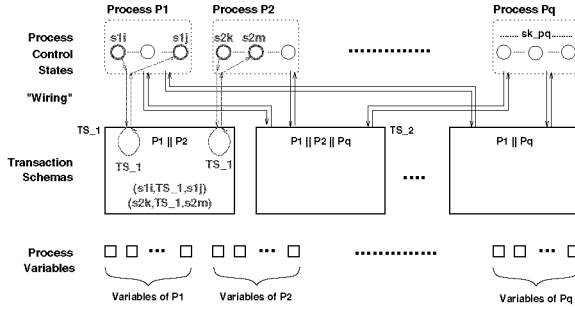 Process P1
Process P2
Process Pq
Process
Control
States
s1i
s1j
s2k
s2m
........ sk_pq ........
"Wiring"
TS_1
P1 || P2
TS_1
TS_1
(s1i,TS_1,s1j)
(s2k,TS_1,s2m)
P1 || P2 || Pq
TS_2
P1 || Pq
Transaction
Schemas
Process
Variables
Variables of P1
Variables of P2
Variables of Pq